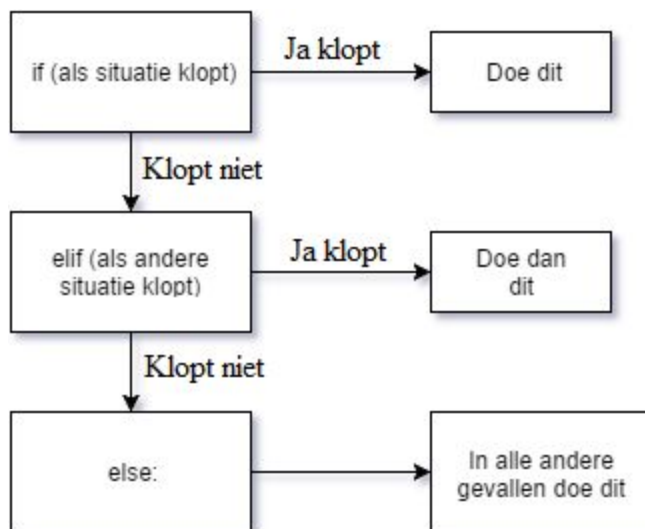 if (als situatie klopt)
Ja klopt
Doe dit
Klopt niet
elif (als andere
situatie klopt)
Ja klopt
Doe dan
dit
Klopt niet
else:
In alle andere
gevallen doe dit